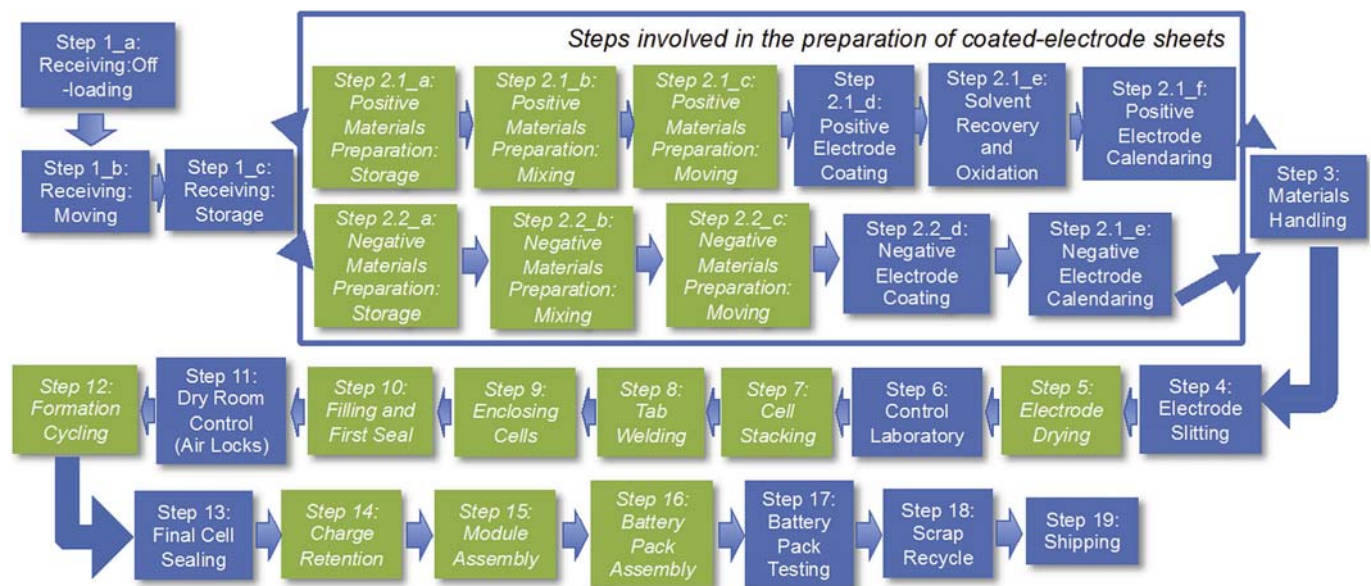 Steps involved in the preparation of coated-electrode sheets
Step 1_a:
Receiving:Off
-loading
Step 1_b:
Receiving:
Moving
Step 1_c:
Receiving:
Storage
Step 2.1_a:
Positive
Materials
Preparation:
Storage
Step 2.1_b:
Positive
Materials
Preparation:
Mixing
Step 2.1_c:
Positive
Materials
Preparation:
Moving
Step
2.1_d:
Positive
Electrode
Coating
Step 2.1_e:
Solvent
Recovery
and
Oxidation
Step 2.1_f:
Positive
Electrode
Calendaring
Step 2.2_a:
Negative
Materials
Preparation:
Storage
Step 2.2_b:
Negative
Materials
Preparation:
Mixing
Step 2.2_c:
Negative
Materials
Preparation:
Moving
Step 2.2_d:
Negative
Electrode
Coating
Step 2.1_e:
Negative
Electrode
Calendaring
Step 3:
Materials
Handling
Step 4:
Electrode
Slitting
Step 5:
Electrode
Drying
Step 6:
Control
Laboratory
Step 7:
Cell
Stacking
Step 8:
Tab
Welding
Step 9:
Enclosing
Cells
Step 10:
Filling and
First Seal
Step 11:
Dry Room
Control
(Air Locks)
Step 12:
Formation
Cycling
Step 13:
Final Cell
Sealing
Step 14:
Charge
Retention
Step 15:
Module
Assembly
Step 16:
Battery
Pack
Assembly
Step 17:
Battery
Pack
Testing
Step 18:
Scrap
Recycle
Step 19:
Shipping